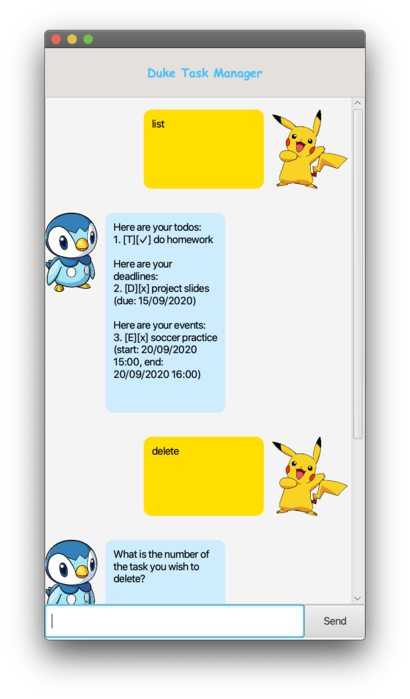 Duke Task Manager
list
Here are your todos:
1. [T][✓] do homework
Here are your
deadlines:
2. [D][x] project slides
(due: 15/09/2020)
Here are your events:
3. [E][x] soccer practice
(start: 20/09/2020
15:00, end:
20/09/2020 16:00)
delete
What is the number of
the task you wish to
delete?
Send